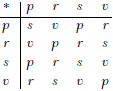 * p r s v
p s v p r
r v p r s
s p r s v
v r s v p